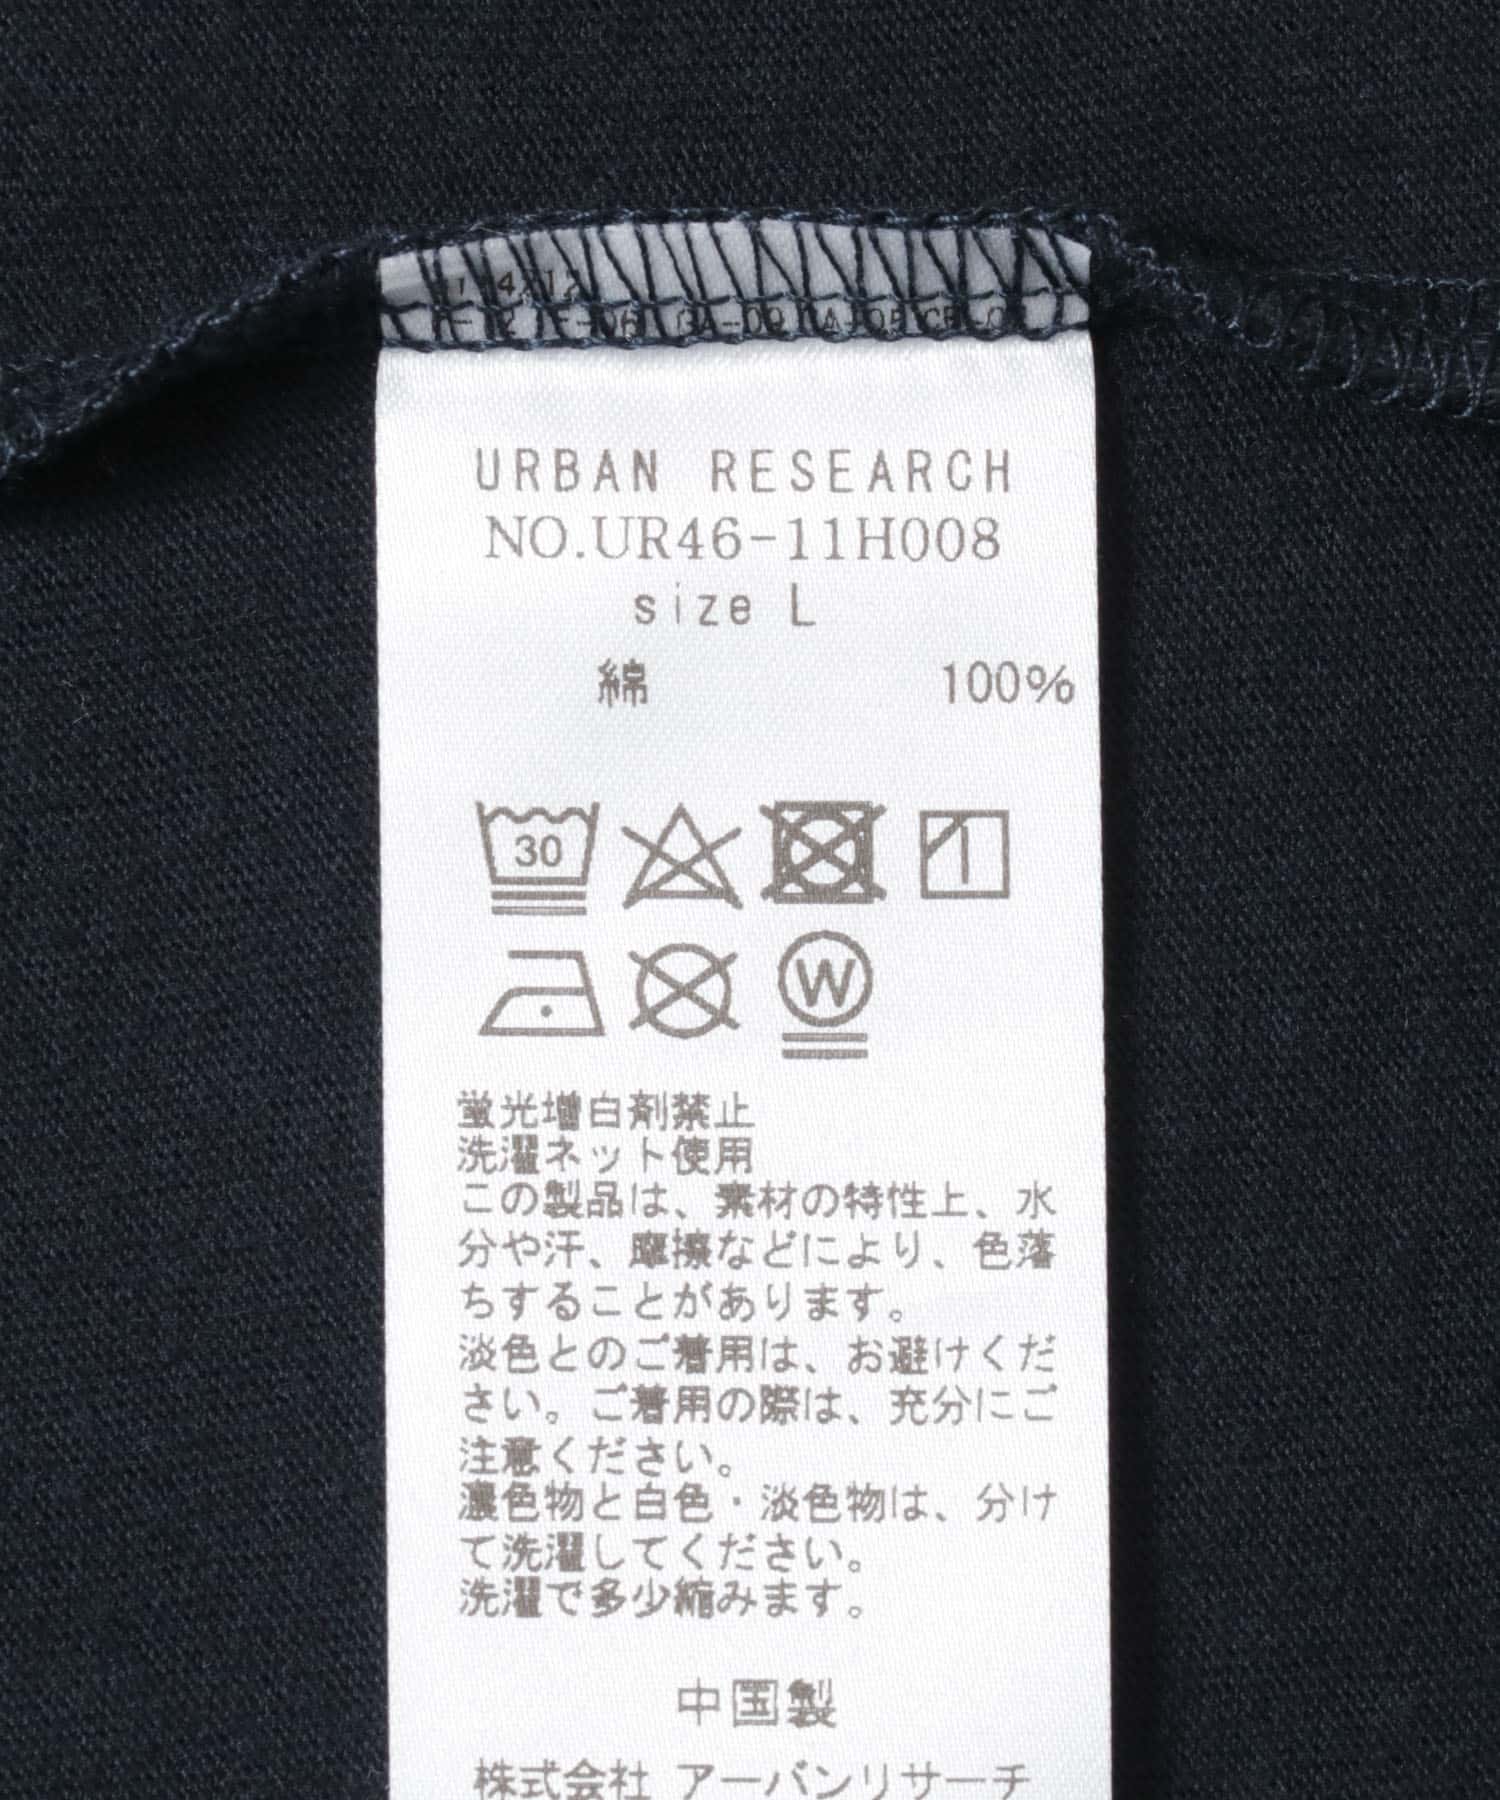 URBAN RESEARCH
NO.UR46-11H008
size L
綿 100%
30
W
蛍光増白剤禁止
洗濯ネット使用
この製品は、素材の特性上、水
分や汗、摩擦などにより、色落
ちすることがあります。
淡色とのご着用は、お避けくだ
さい。ご着用の際は、充分にご
注意ください。
濃色物と白色・淡色物は、分け
て洗濯してください。
洗濯で多少縮みます。
中国製
株式会社 アーバンリサーチ